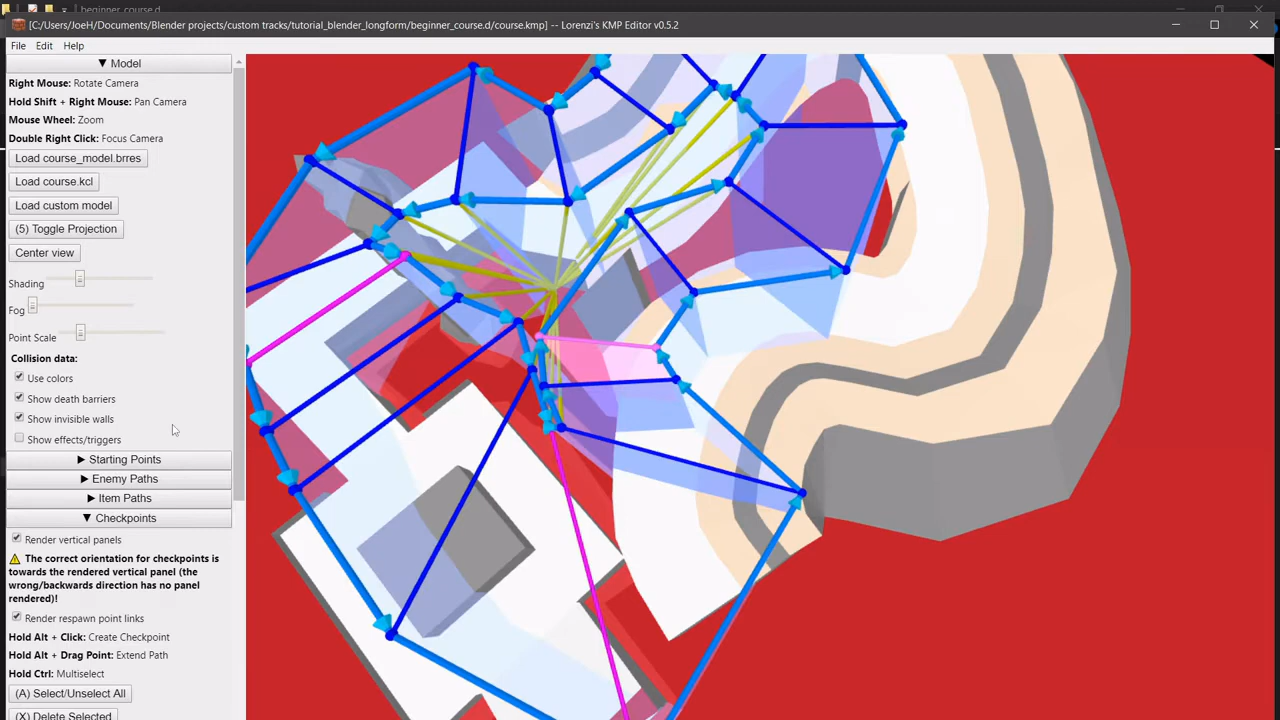 beginner_course.d
[C:/Users/JoeH/Documents/Blender projects/custom tracks/tutorial_blender_longform/beginner_course.d/course.kmp] -- Lorenzi's KMP Editor v0.5.2
File Edit Help
▼ Model
Right Mouse: Rotate Camera
Hold Shift + Right Mouse: Pan Camera
Mouse Wheel: Zoom
Double Right Click: Focus Camera
Load course_model.brres
Load course.kcl
Load custom model
(5) Toggle Projection
Center view
Shading
Fog
Point Scale
Collision data:
Use colors
Show death barriers
Show invisible walls
Show effects/triggers
▶ Starting Points
▶ Enemy Paths
▶ Item Paths
▼ Checkpoints
Render vertical panels
⚠ The correct orientation for checkpoints is
towards the rendered vertical panel (the
wrong/backwards direction has no panel
rendered)!
Render respawn point links
Hold Alt + Click: Create Checkpoint
Hold Alt + Drag Point: Extend Path
Hold Ctrl: Multiselect
(A) Select/Unselect All
(X) Delete Selected